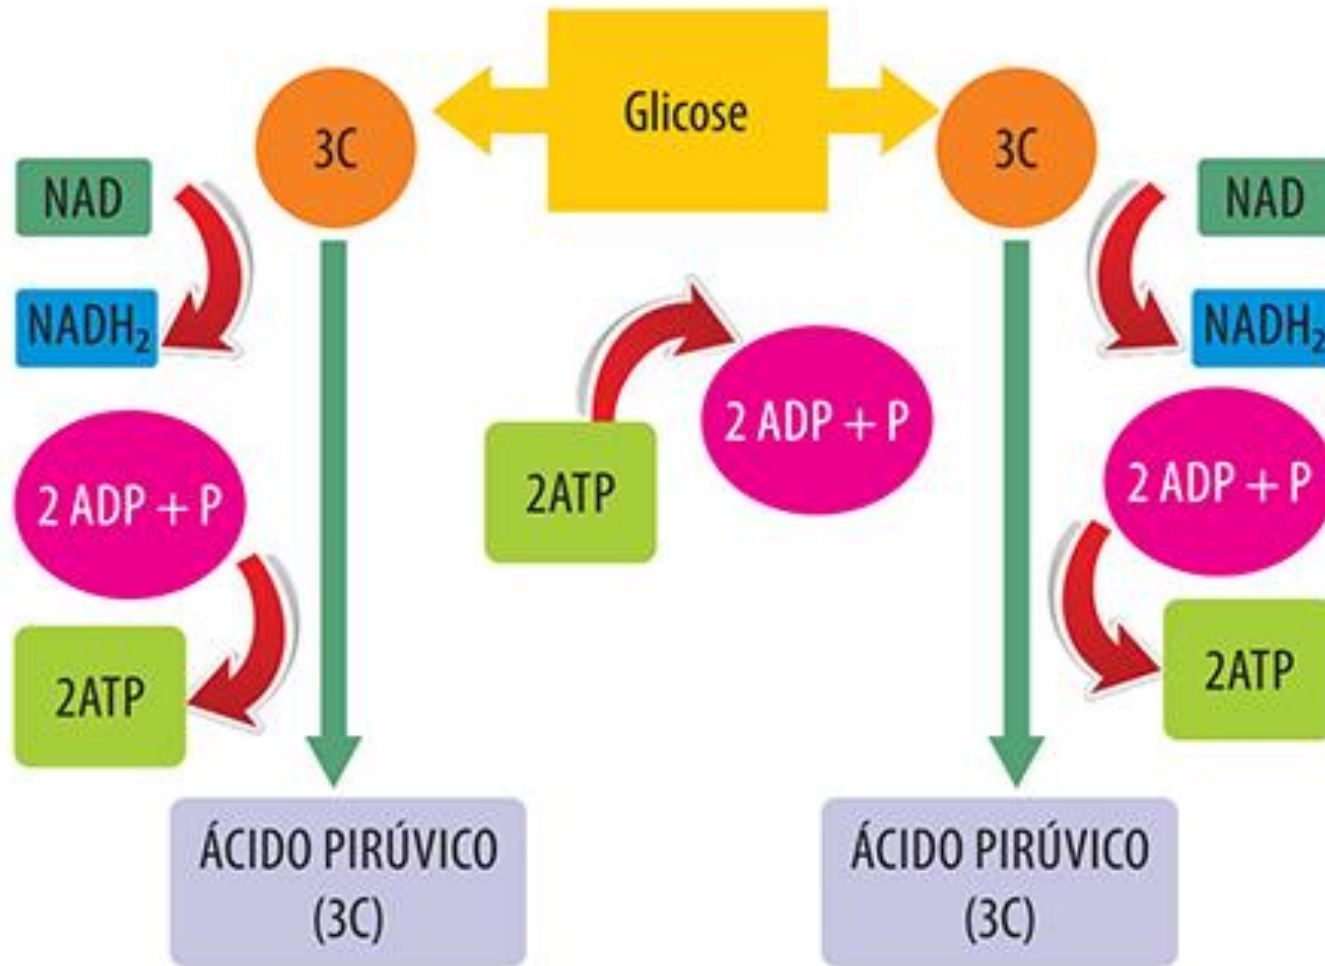 Glicose
3C
3C
NAD
NAD
NADH₂
NADH₂
2 ADP + P
2 ADP + P
2 ADP + P
2ATP
2ATP
2ATP
ÁCIDO PIRÚVICO
(3C)
ÁCIDO PIRÚVICO
(3C)